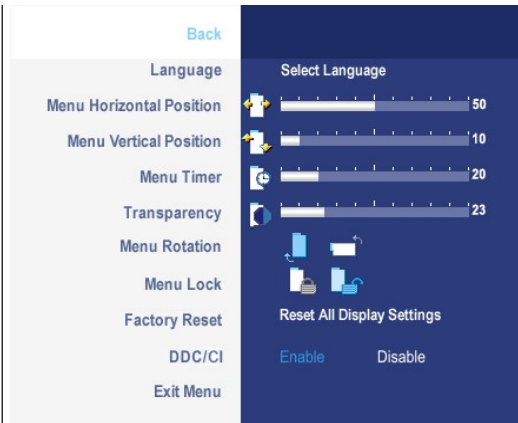 Back
Language Select Language
Menu Horizontal Position 50
Menu Vertical Position 10
Menu Timer 20
Transparency 23
Menu Rotation
Menu Lock
Factory Reset Reset All Display Settings
DDC/CI Enable Disable
Exit Menu